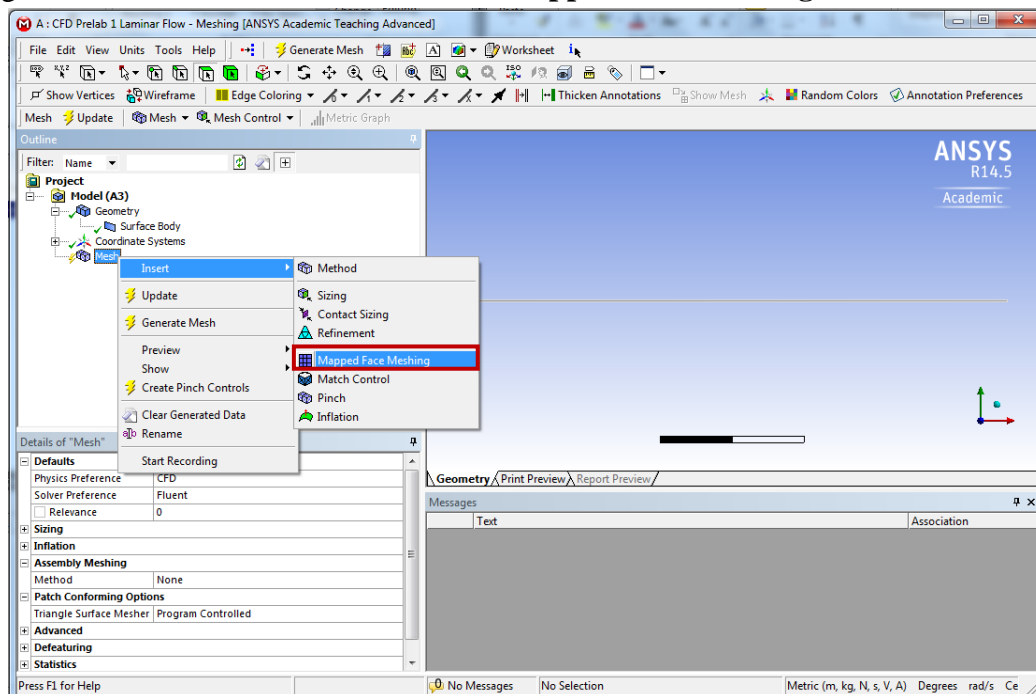 A : CFD Prelab 1 Laminar Flow - Meshing [ANSYS Academic Teaching Advanced]
File Edit View Units Tools Help Generate Mesh A Worksheet
Show Vertices Wireframe Edge Coloring Thicken Annotations Show Mesh Random Colors Annotation Preferences
Mesh Update Mesh Mesh Control Metric Graph
Outline
Filter: Name
Project
Model (A3)
Geometry
Surface Body
Coordinate Systems
Mesh
Insert
Update
Generate Mesh
Preview
Show
Create Pinch Controls
Clear Generated Data
Rename
Start Recording
Method
Sizing
Contact Sizing
Refinement
Mapped Face Meshing
Match Control
Pinch
Inflation
ANSYS
R14.5
Academic
Details of "Mesh"
Defaults
Physics Preference CFD
Solver Preference Fluent
Relevance 0
Sizing
Inflation
Assembly Meshing
Method None
Patch Conforming Options
Triangle Surface Mesher Program Controlled
Advanced
Defeaturing
Statistics
Geometry Print Preview Report Preview
Messages
Text Association
Press F1 for Help 0 No Messages No Selection Metric (m, kg, N, s, V, A) Degrees rad/s Ce